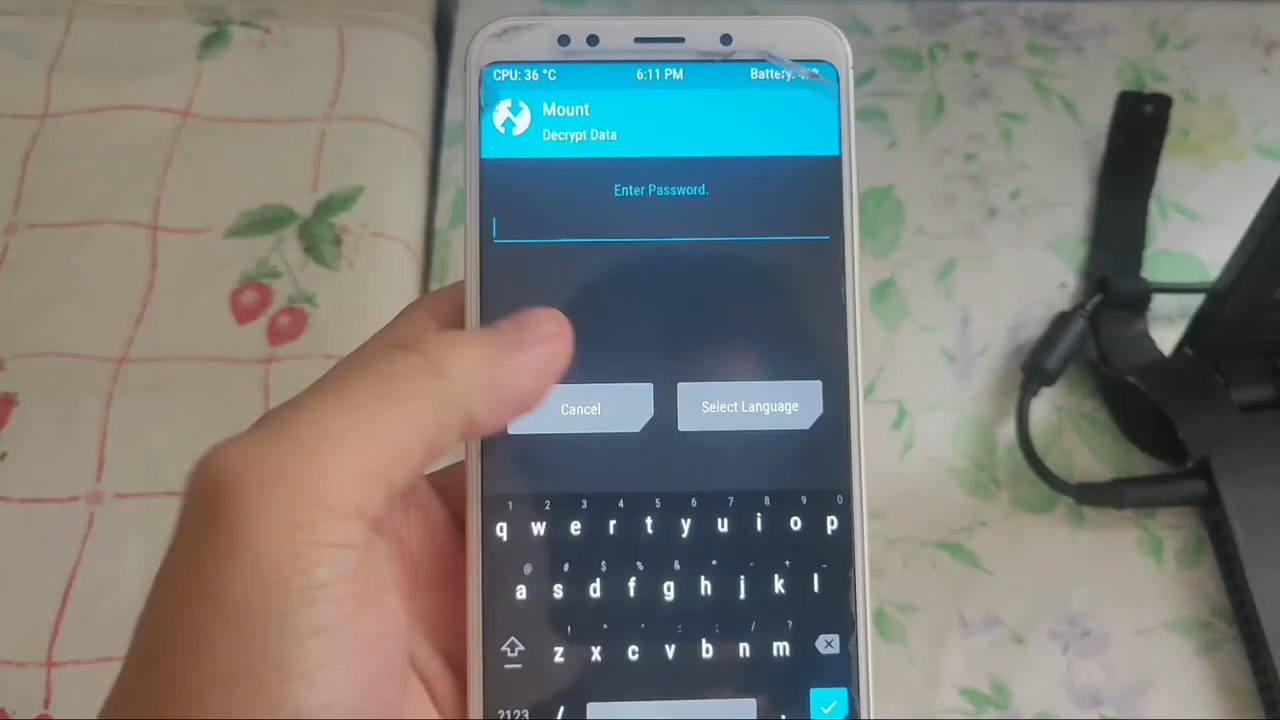 CPU: 36 °C 6:11 PM Battery:
Mount
Decrypt Data
Enter Password.
Cancel Select Language
1 2 3 4 5 6 7 8 9 0
q w e r t y u i o p
@ # $ % &
a s d f g h j k l
z x c v b n m
?123 / .